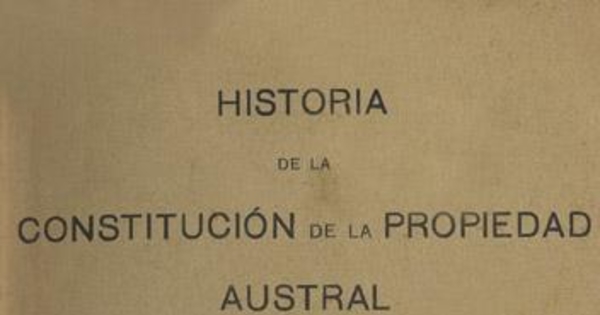 HISTORIA
DE LA
CONSTITUCIÓN DE LA PROPIEDAD
AUSTRAL